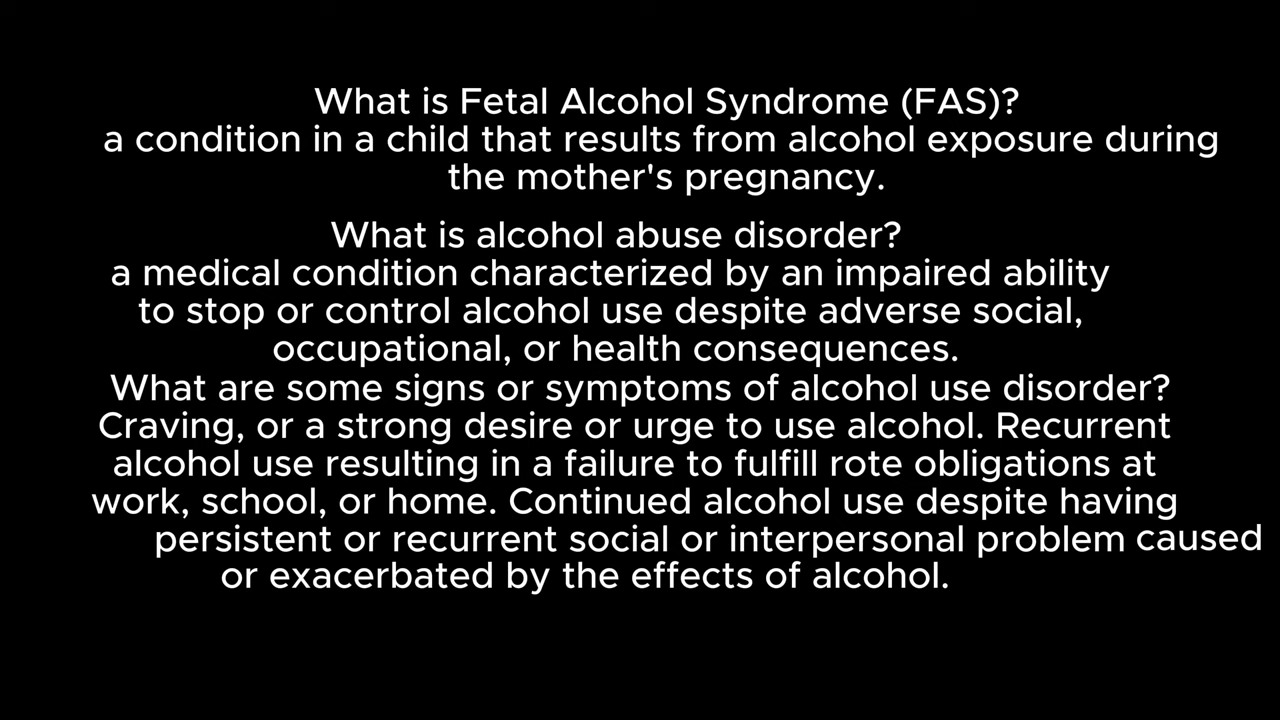 What is Fetal Alcohol Syndrome (FAS)?
a condition in a child that results from alcohol exposure during
the mother's pregnancy.
What is alcohol abuse disorder?
a medical condition characterized by an impaired ability
to stop or control alcohol use despite adverse social,
occupational, or health consequences.
What are some signs or symptoms of alcohol use disorder?
Craving, or a strong desire or urge to use alcohol. Recurrent
alcohol use resulting in a failure to fulfill rote obligations at
work, school, or home. Continued alcohol use despite having
persistent or recurrent social or interpersonal problem caused
or exacerbated by the effects of alcohol.